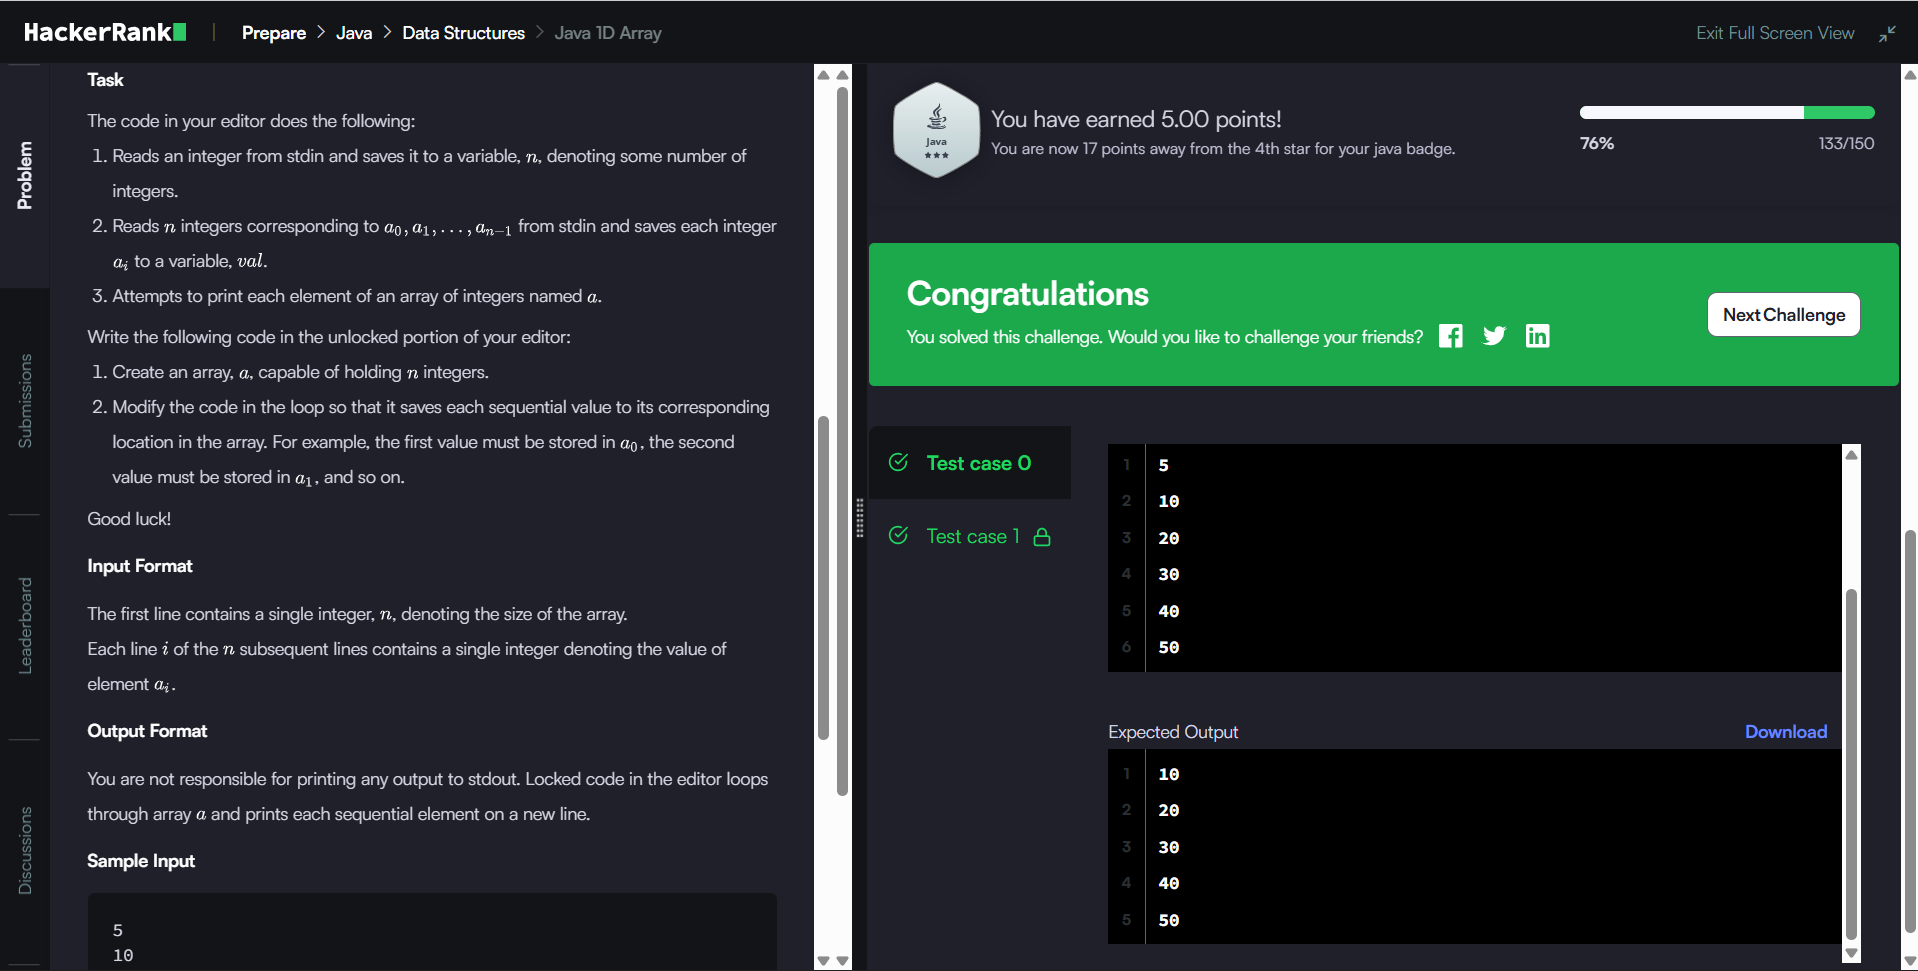 HackerRank
Prepare > Java > Data Structures > Java 1D Array
Exit Full Screen View
Problem
Submissions
Leaderboard
Discussions
Task
The code in your editor does the following:
1. Reads an integer from stdin and saves it to a variable, n, denoting some number of
integers.
2. Reads n integers corresponding to a0, a1, . . . , an−1 from stdin and saves each integer
ai to a variable, val.
3. Attempts to print each element of an array of integers named a.
Write the following code in the unlocked portion of your editor:
1. Create an array, a, capable of holding n integers.
2. Modify the code in the loop so that it saves each sequential value to its corresponding
location in the array. For example, the first value must be stored in a0, the second
value must be stored in a1, and so on.
Good luck!
Input Format
The first line contains a single integer, n, denoting the size of the array.
Each line i of the n subsequent lines contains a single integer denoting the value of
element ai.
Output Format
You are not responsible for printing any output to stdout. Locked code in the editor loops
through array a and prints each sequential element on a new line.
Sample Input
5
10
Java
You have earned 5.00 points!
You are now 17 points away from the 4th star for your java badge.
76%
133/150
Congratulations
You solved this challenge. Would you like to challenge your friends?
Next Challenge
Test case 0
Test case 1
1 5
2 10
3 20
4 30
5 40
6 50
Expected Output
Download
1 10
2 20
3 30
4 40
5 50